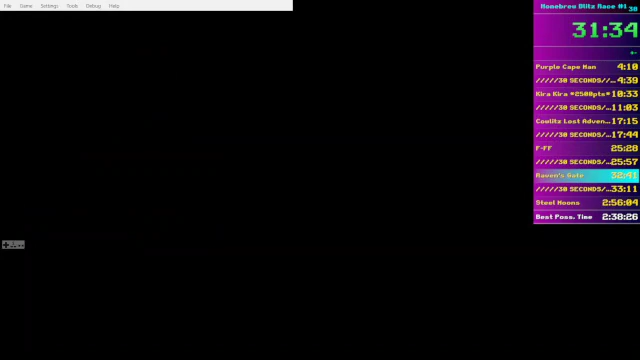 File Game Settings Tools Debug Help
Homebrew Blitz Race #1 38
31:34
Purple Cape Man 4:10
/////30 SECONDS//... 4:39
Kira Kira *2500pts* 10:33
/////30 SECONDS/... 11:03
Cowlitz Lost Adven... 17:15
/////30 SECONDS/... 17:44
F-FF 25:28
/////30 SECONDS/... 25:57
Raven's Gate 32:41
/////30 SECONDS/... 33:11
Steel Moons 2:56:04
Best Poss. Time 2:38:26